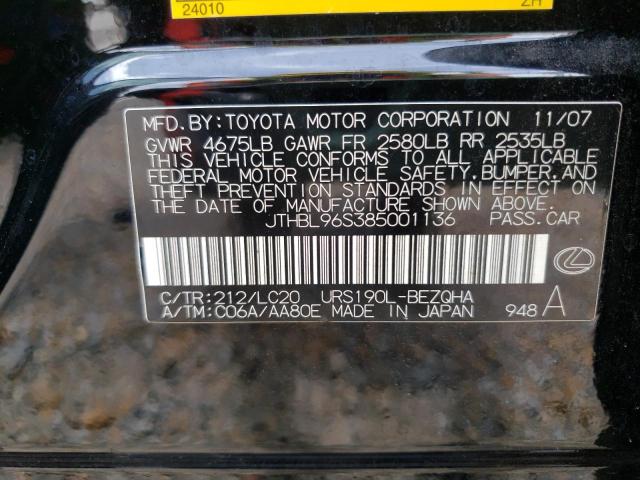 24010 ZH
MFD.BY:TOYOTA MOTOR CORPORATION 11/07
GVWR 4675LB GAWR FR 2580LB RR 2535LB
THIS VEHICLE CONFORMS TO ALL APPLICABLE
FEDERAL MOTOR VEHICLE SAFETY,BUMPER,AND
THEFT PREVENTION STANDARDS IN EFFECT ON
THE DATE OF MANUFACTURE SHOWN ABOVE.
JTHBL96S385001136 PASS.CAR
C/TR:212/LC20 URS190L-BEZQHA
A/TM:C06A/AA80E MADE IN JAPAN 948 A